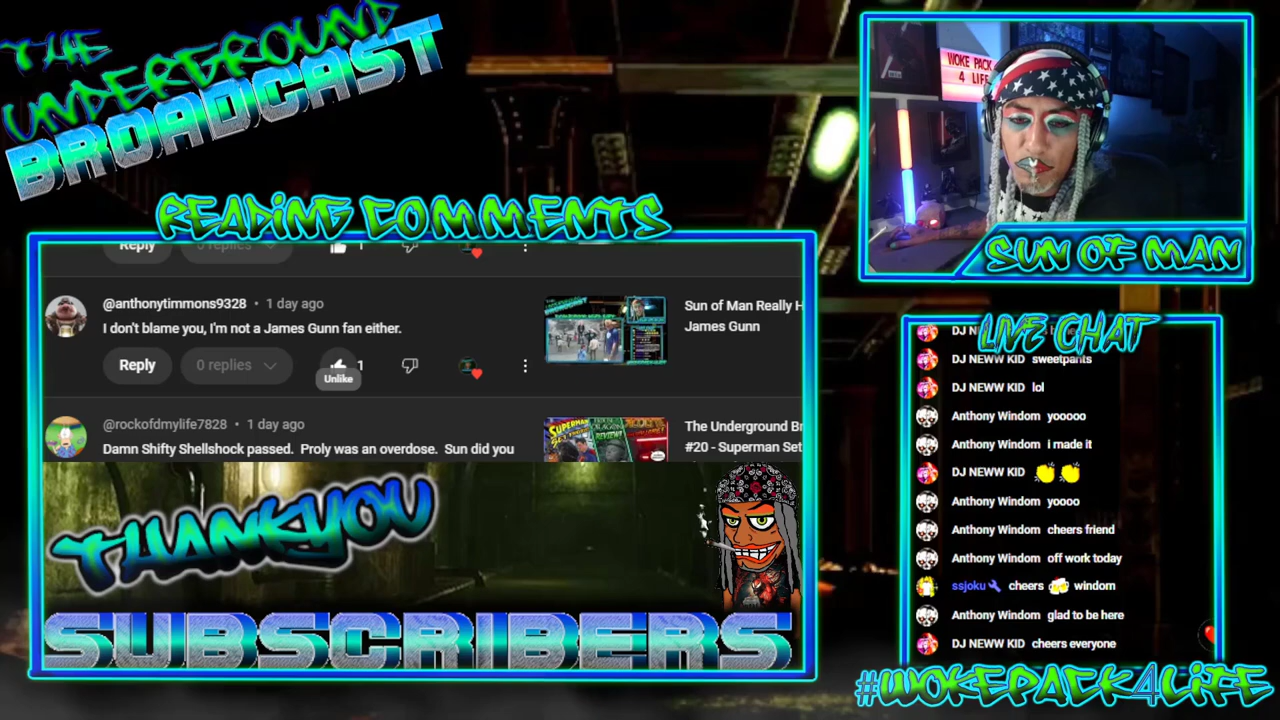 THE
UNDERGROUND
BROADCAST
WOKE PACK
4 LIFE
SUN OF MAN
READING COMMENTS
Reply 0 replies 1
@anthonytimmons9328 • 1 day ago
I don't blame you, I'm not a James Gunn fan either.
Reply 0 replies 1
Unlike
Sun of Man Really H
James Gunn
@rockofdmylife7828 • 1 day ago
Damn Shifty Shellshock passed. Proly was an overdose. Sun did you
The Underground Br
#20 - Superman Set
THANKYOU
SUBSCRIBERS
LIVE CHAT
DJ N
DJ NEWW KID sweetpants
DJ NEWW KID lol
Anthony Windom yooooo
Anthony Windom i made it
DJ NEWW KID 👏 👏
Anthony Windom yoooo
Anthony Windom cheers friend
Anthony Windom off work today
ssjoku cheers 🍻 windom
Anthony Windom glad to be here
DJ NEWW KID cheers everyone
#WOKEPACK4LIFE